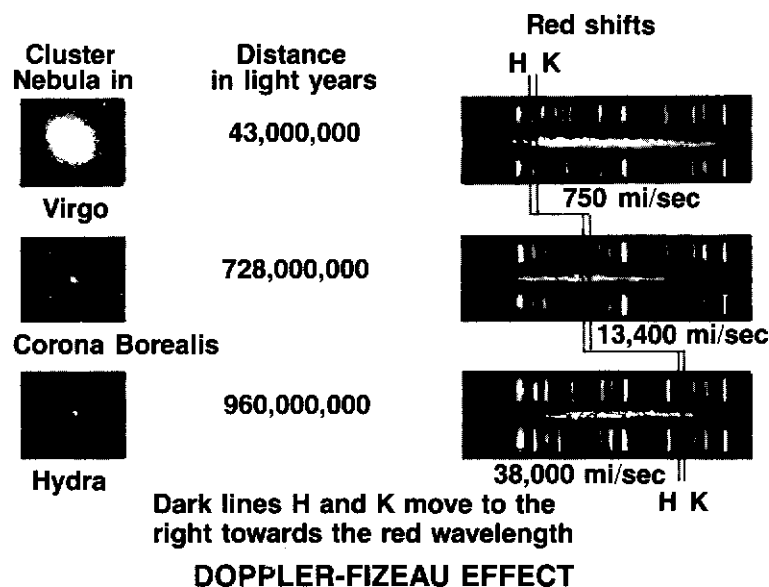 Red shifts
Cluster
Nebula in
Distance
in light years
H K
43,000,000
Virgo
750 mi/sec
728,000,000
Corona Borealis
13,400 mi/sec
960,000,000
Hydra
38,000 mi/sec
H K
Dark lines H and K move to the
right towards the red wavelength
DOPPLER-FIZEAU EFFECT